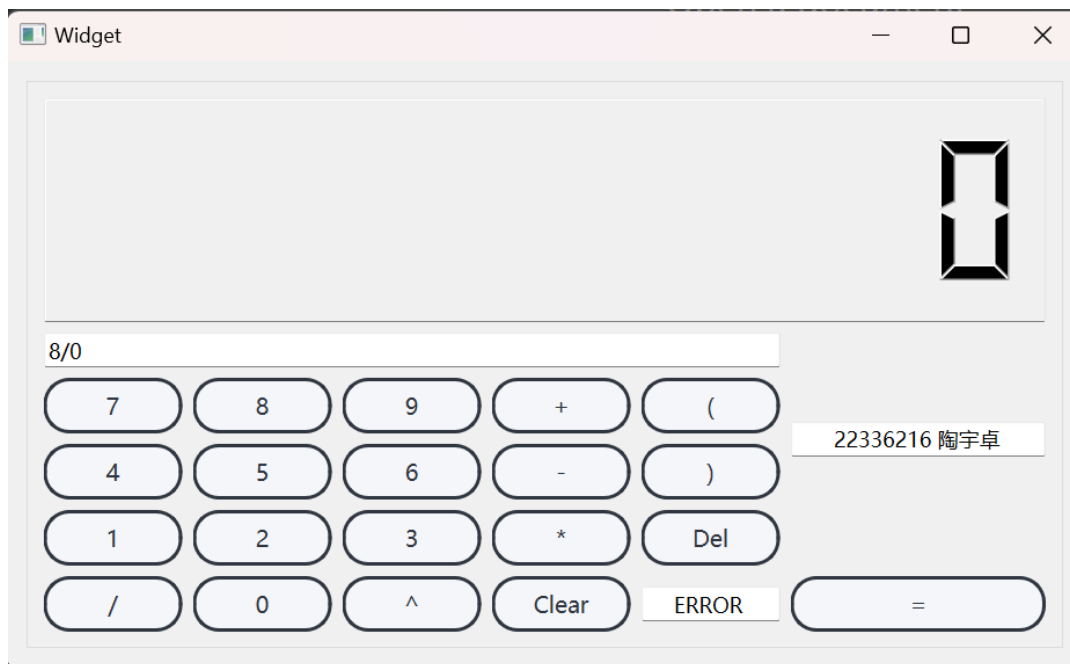 Widget
0
8/0
7 8 9 + (
22336216 陶宇卓
4 5 6 - )
1 2 3 * Del
/ 0 ^ Clear ERROR =